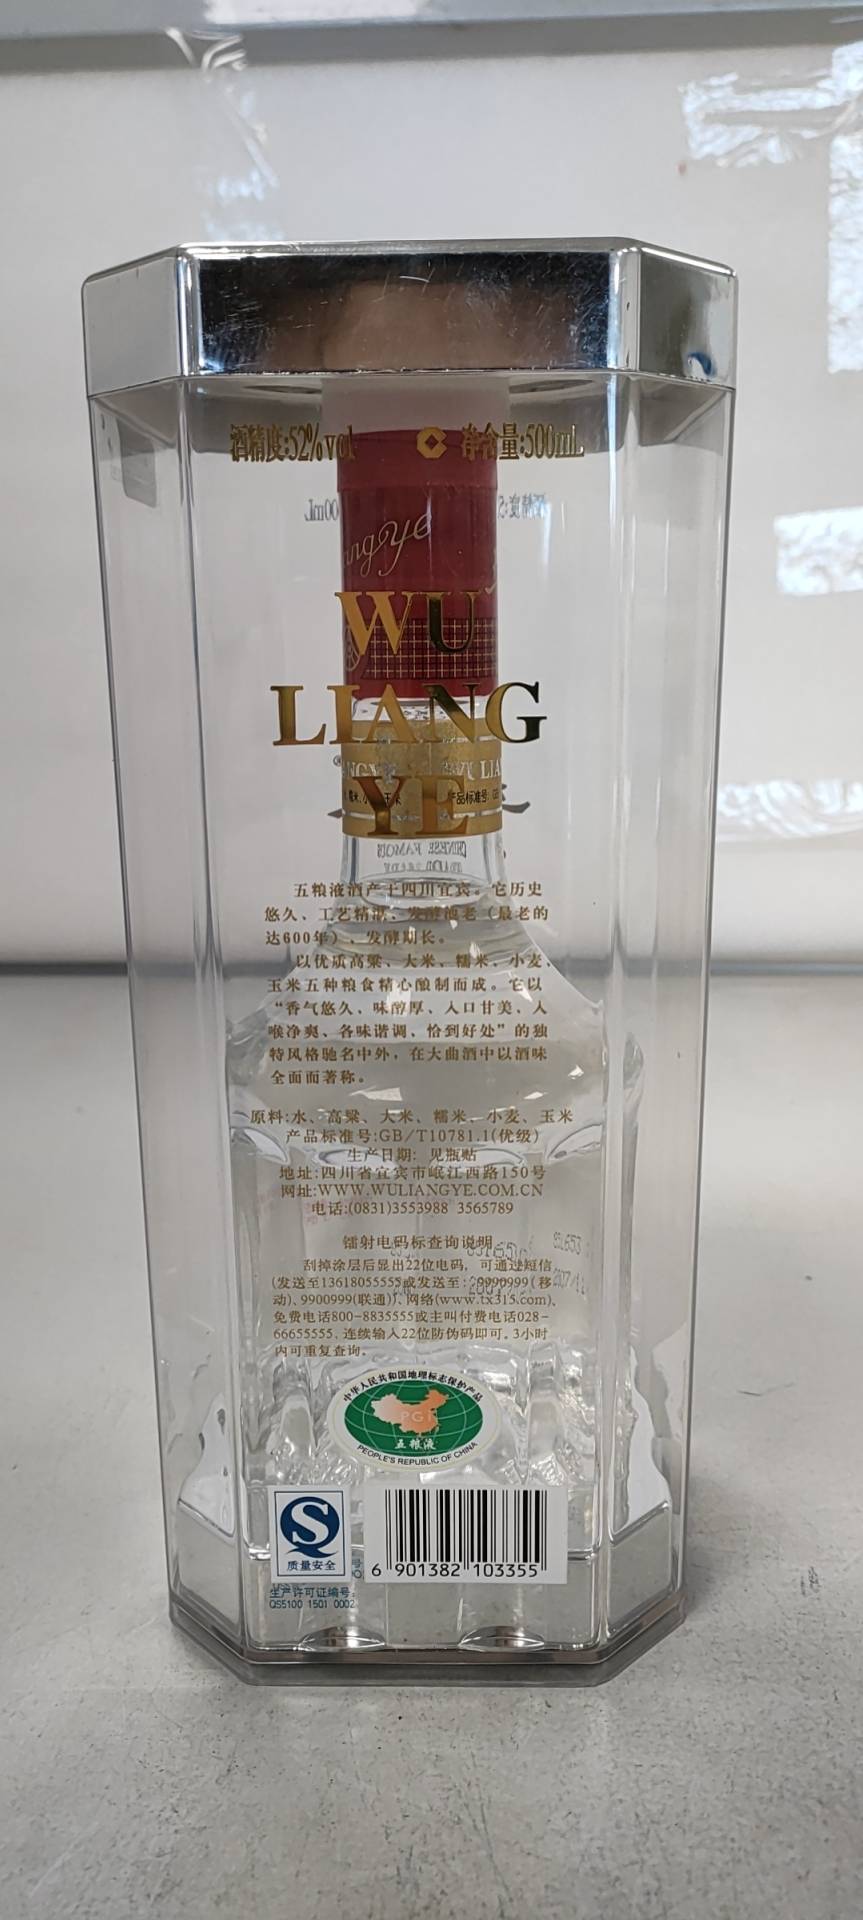 酒精度:52%vol 净含量:500mL
angYe
WU
LIANG
YE
产品标准号:
CHINESE FAMOUS
五粮液酒产于四川宜宾。它历史
悠久、工艺精湛、发酵池老（最老的
达600年）、发酵期长。
以优质高粱、大米、糯米、小麦、
玉米五种粮食精心酿制而成。它以
“香气悠久、味醇厚、入口甘美、入
喉净爽、各味谐调、恰到好处”的独
特风格驰名中外，在大曲酒中以酒味
全面而著称。
原料:水、高粱、大米、糯米、小麦、玉米
产品标准号:GB/T10781.1(优级)
生产日期: 见瓶贴
地址:四川省宜宾市岷江西路150号
网址:WWW.WULIANGYE.COM.CN
电话:(0831)3553988 3565789
镭射电码标查询说明
刮掉涂层后显出22位电码，可通过短信
(发送至13618055555或发送至: 9990999(移
动)、9900999(联通))、网络(www.tx315.com)、
免费电话800-8835555或主叫付费电话028-
66655555，连续输入22位防伪码即可。3小时
内可重复查询。
中华人民共和国地理标志保护产品
PGI
五粮液
PEOPLE'S REPUBLIC OF CHINA
质量安全
6 901382 103355
生产许可证编号:
QS5100 1501 0002